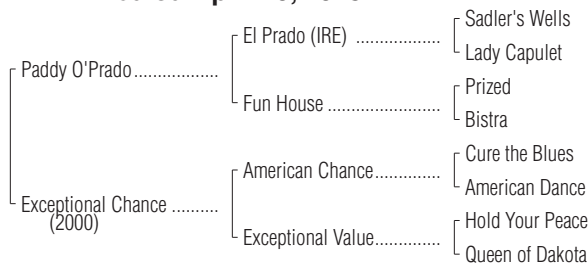 Sadler's Wells
El Prado (IRE) ...................
Lady Capulet
Paddy O'Prado...................
Prized
Fun House .........................
Bistra
Cure the Blues
American Chance................
American Dance
Exceptional Chance ..........
(2000)
Hold Your Peace
Exceptional Value...............
Queen of Dakota